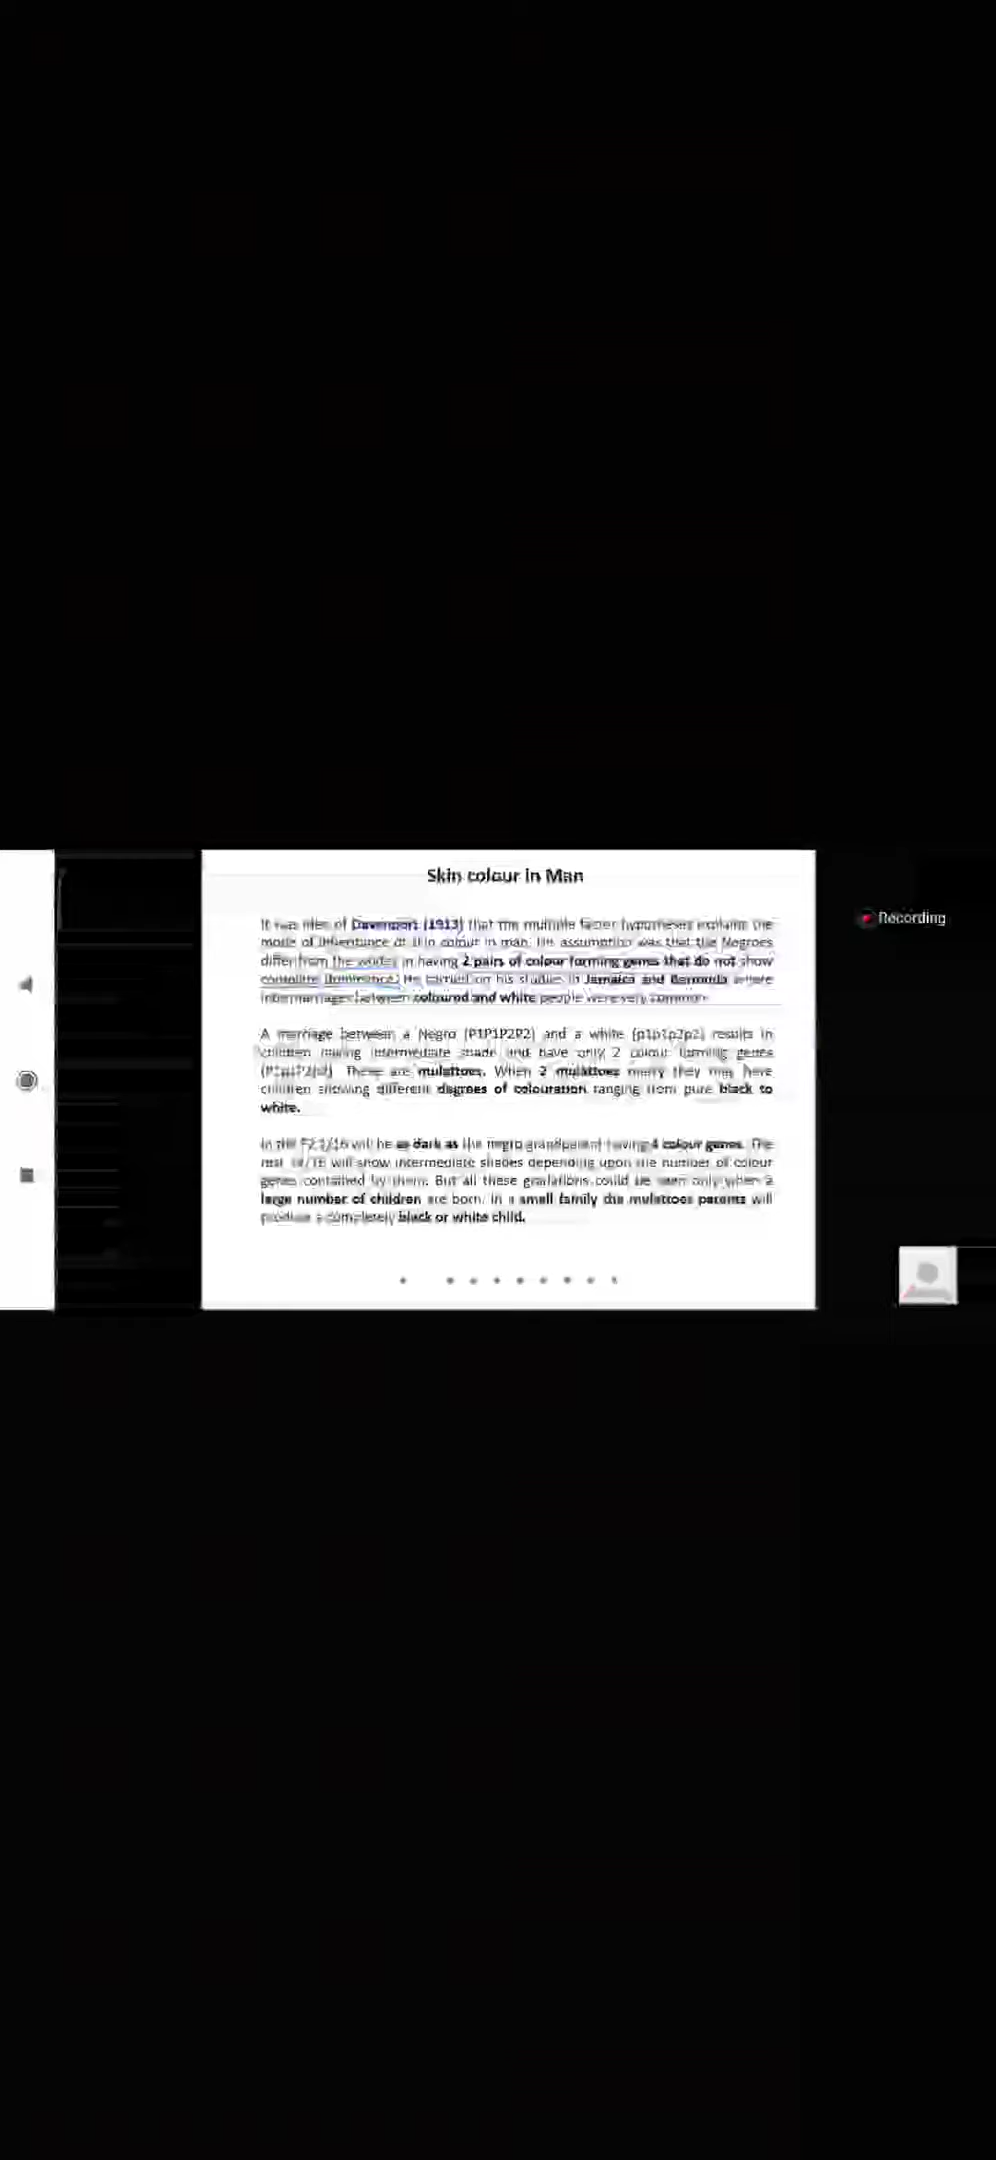 Skin colour in Man
It was idea of Davenport (1913) that the multiple factor hypotheses explains the
mode of inheritance of skin colour in man. His assumption was that the Negroes
differ from the whites in having 2 pairs of colour forming genes that do not show
complete dominance. He carried on his studies in Jamaica and Bermuda where
intermarriages between coloured and white people were very common
A marriage between a Negro (P1P1P2P2) and a white (p1p1p2p2) results in
children having intermediate shade and have only 2 colour forming genes
These are mulattoes. When 2 mulattoes marry they may have
children showing different degrees of colouration ranging from pure black to
white.
In the F2 1/16 will be as dark as the negro grandparent having 4 colour genes. The
rest will show intermediate shades depending upon the number of colour
genes contained by them. But all these gradations could be seen only when a
large number of children are born. In a small family the mulattoes parents will
produce a completely black or white child.
Recording